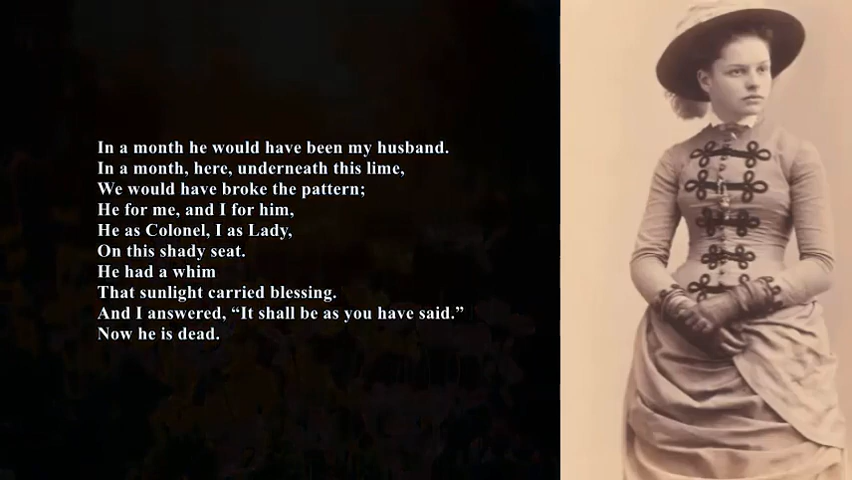 In a month he would have been my husband.
In a month, here, underneath this lime,
We would have broke the pattern;
He for me, and I for him,
He as Colonel, I as Lady,
On this shady seat.
He had a whim
That sunlight carried blessing.
And I answered, “It shall be as you have said.”
Now he is dead.